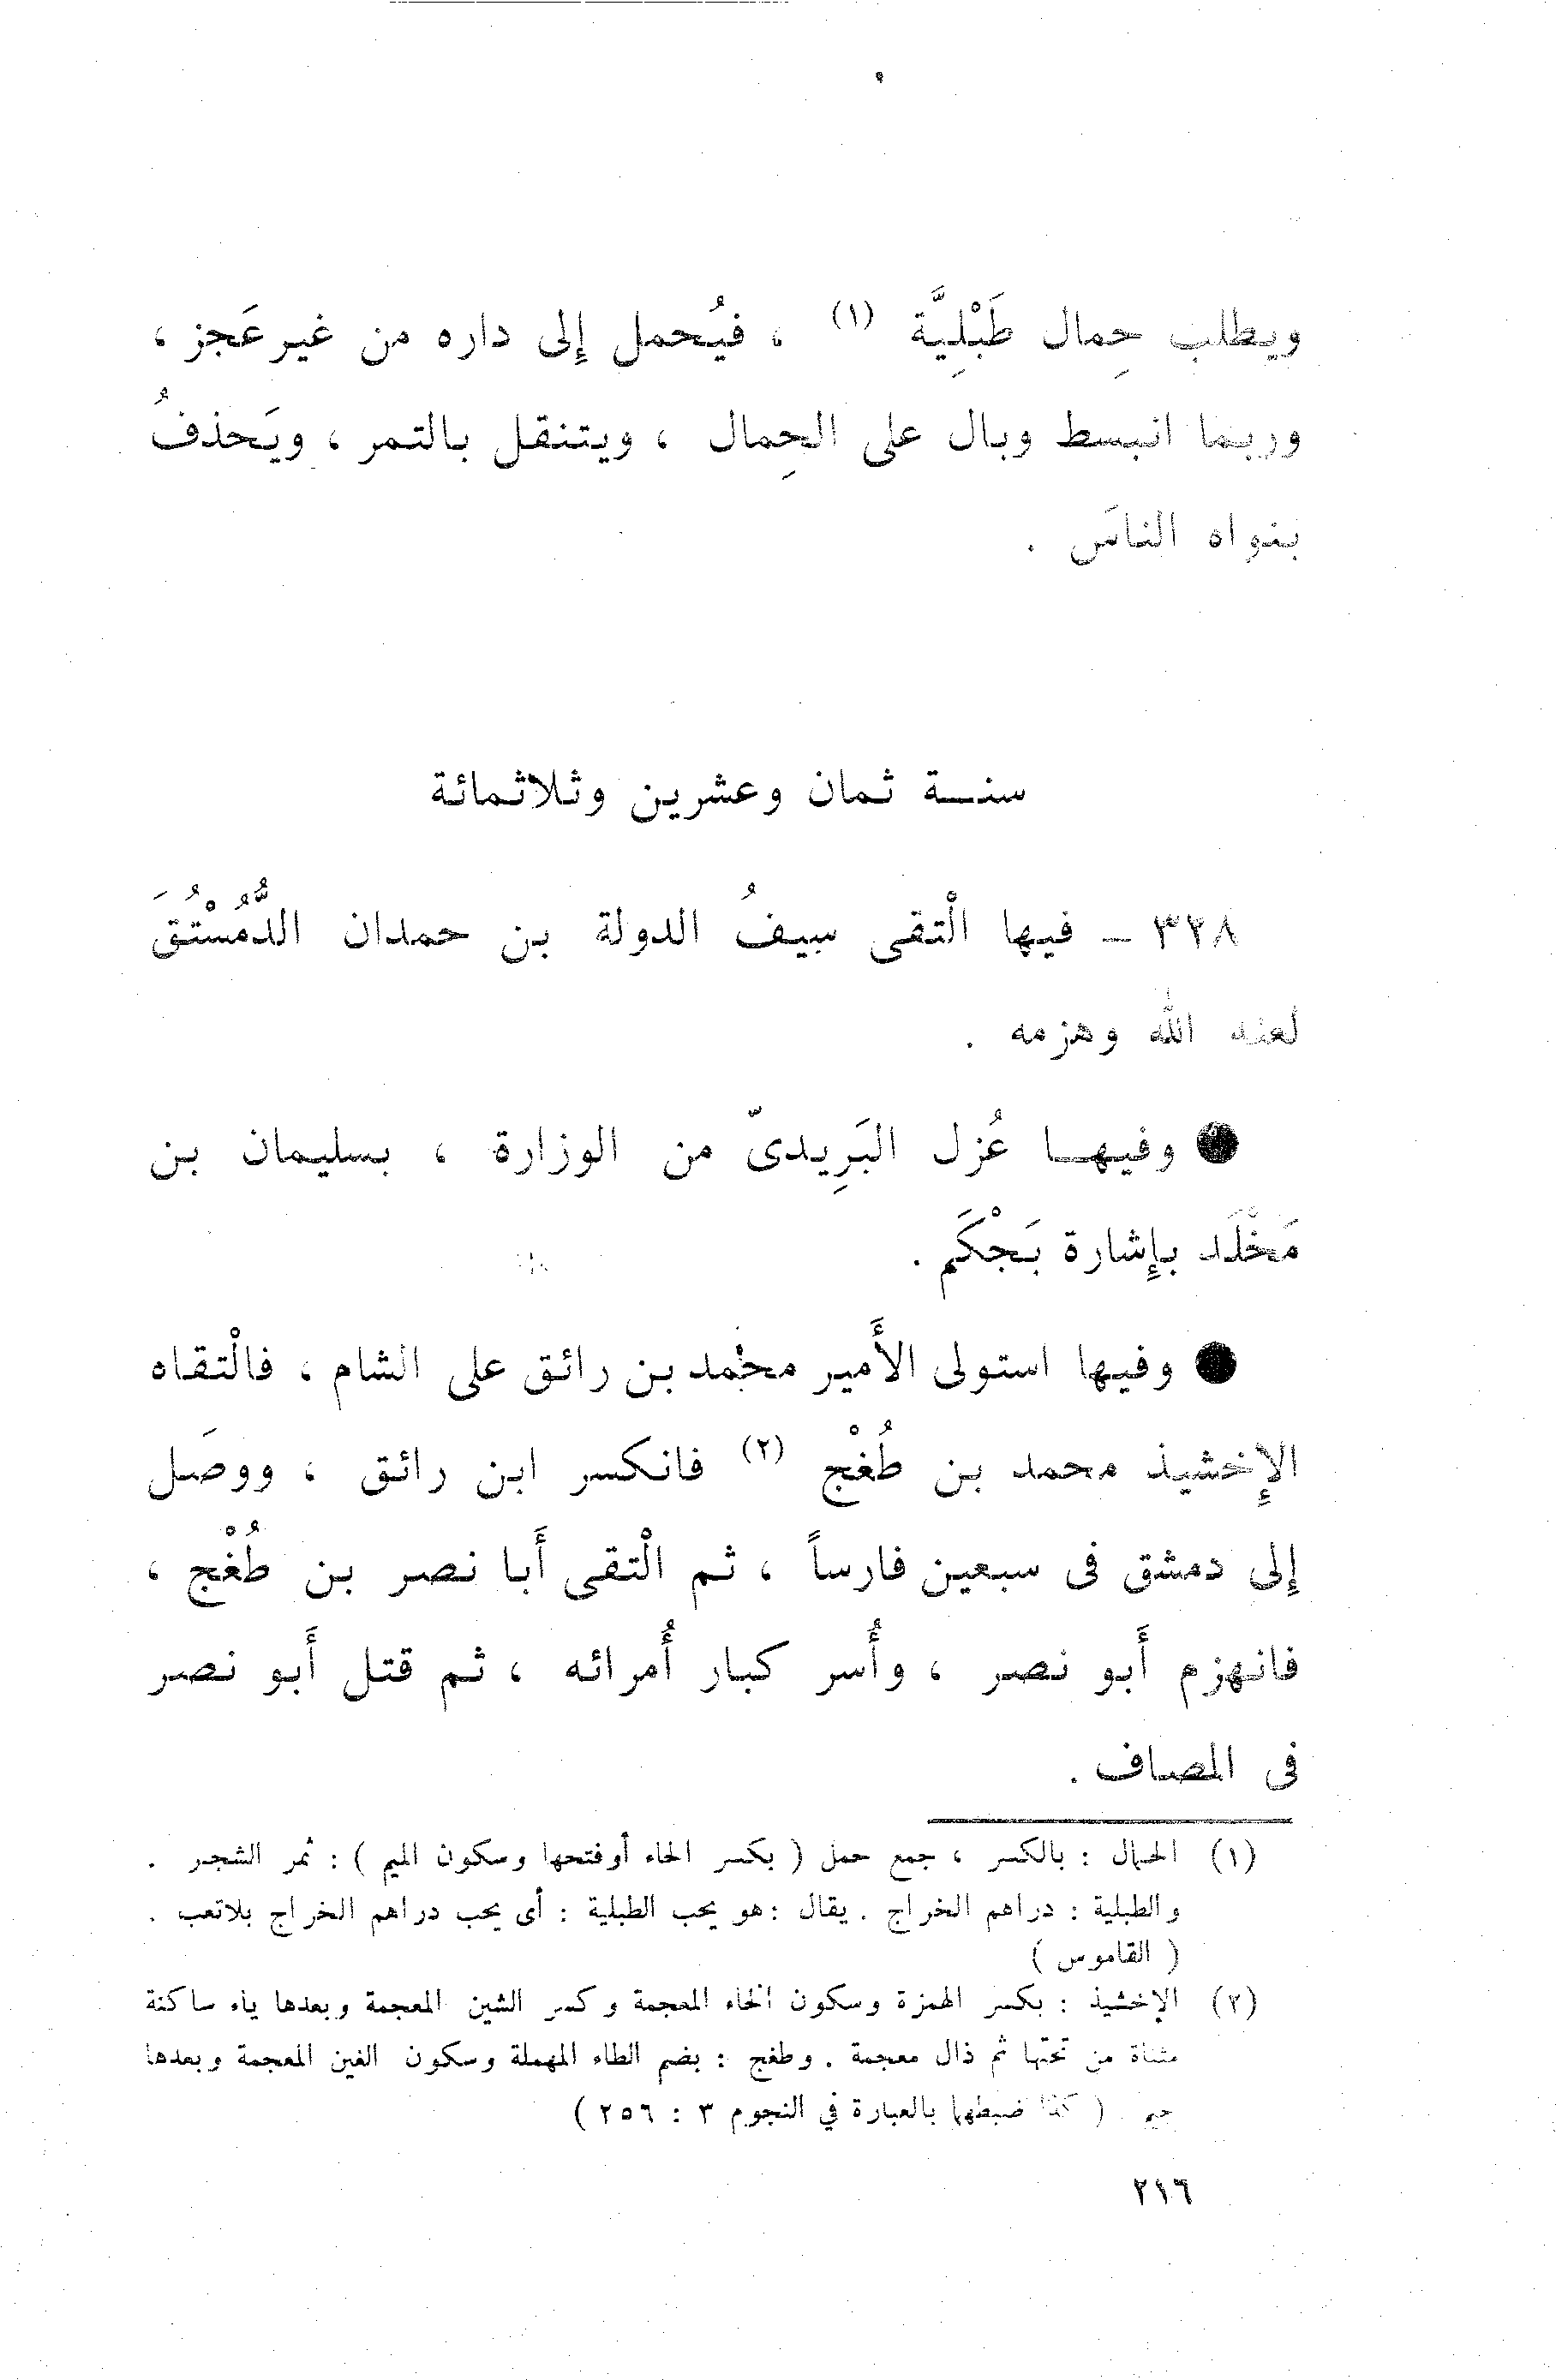 ويطلب حِمال طَبْلِيَّة (١) ، فيُحمل إلى داره من غير عَجز ،
وربما انبسط وبال على الحِمال ، ويتنقل بالتمر ، ويَحذفُ
بنواه الناسَ .
سنــة ثمان وعشرين وثلاثمائة
٣٢٨ – فيها الْتقى سيفُ الدولة بن حمدان الدُّمُسْتُقَ
لعنه الله وهزمه .
● وفيهـا عُزل البَرِيدىّ من الوزارة ، بسليمان بن
مَخْلَد بإِشارة بَجْكَم .
● وفيها استولى الأَمير محمد بن رائق على الشام ، فالْتقاه
الإِخشيذ محمد بن طُغْج (٢) فانكسر ابن رائق ، ووصَل
إلى دمشق فى سبعين فارساً ، ثم الْتقى أَبا نصر بن طُغْج ،
فانهزم أَبو نصر ، وأُسر كبار أُمرائه ، ثم قتل أَبو نصر
فى المصاف .
(١) الحمال : بالكسر ، جمع حمل ( بكسر الحاء أوفتحها وسكون الميم ) : ثمر الشجر .
والطبلية : دراهم الخراج . يقال : هو يحب الطبلية : أى يحب دراهم الخراج بلاتعب .
( القاموس )
(٢) الإخشيذ : بكسر الهمزة وسكون الخاء المعجمة وكسر الشين المعجمة وبعدها ياء ساكنة
مثناة من تحتها ثم ذال معجمة . وطغج : بضم الطاء المهملة وسكون الغين المعجمة وبعدها
جيم . ( كذا ضبطهما بالعبارة في النجوم ٣ : ٢٥٦ )
٢١٦